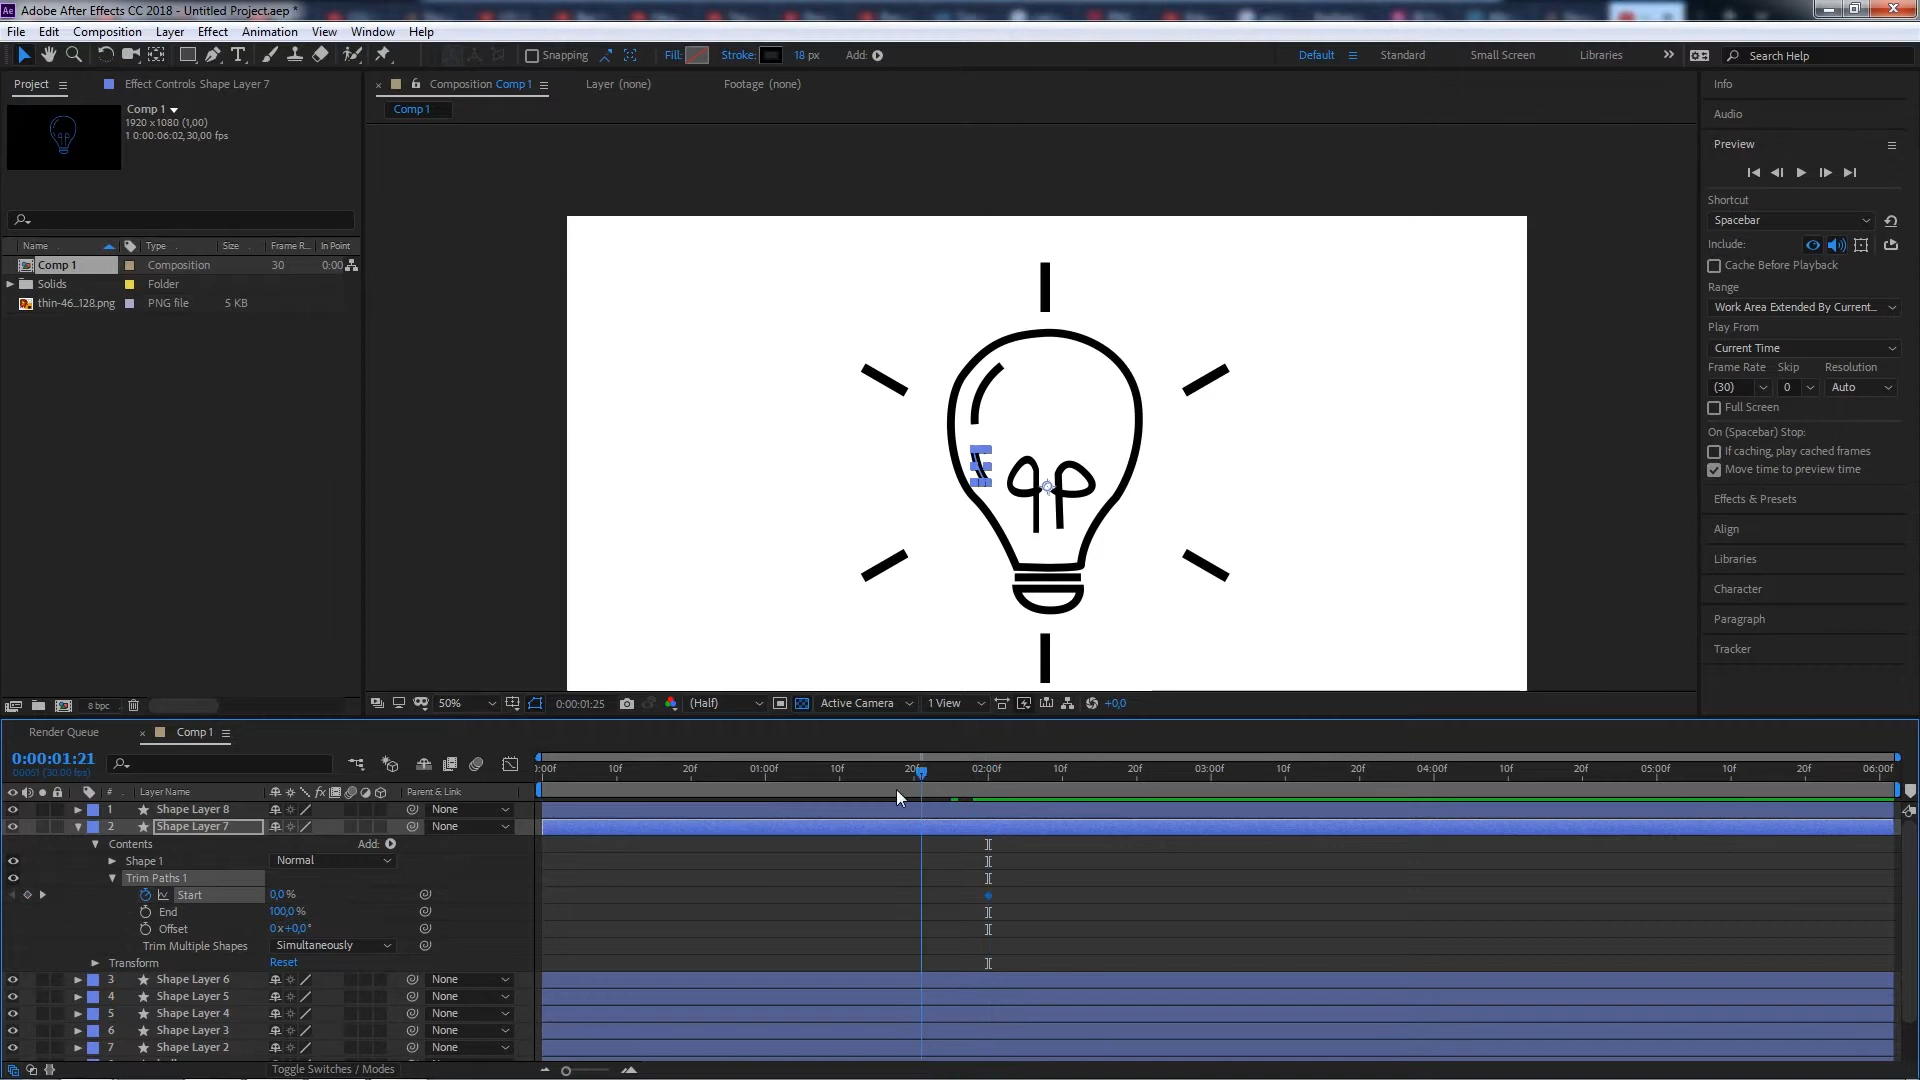 Adobe After Effects CC 2018 - Untitled Project.aep *
File Edit Composition Layer Effect Animation View Window Help
Snapping Fill: Stroke: 18 px Add: Default Standard Small Screen Libraries Search Help
Project Effect Controls Shape Layer 7
Composition Comp 1 Layer (none) Footage (none)
Comp 1
Comp 1
1920 x1080 (1,00)
1 0:00:06:02, 30,00 fps
Name Type Size Frame R... In Point
Comp 1 Composition 30 0:00
Solids Folder
thin-46...128.png PNG file 5 KB
8 bpc
50% 0:00:01:25 (Half) Active Camera 1 View +0,0
Info
Audio
Preview
Shortcut
Spacebar
Include:
Cache Before Playback
Range
Work Area Extended By Current...
Play From
Current Time
Frame Rate Skip Resolution
(30) 0 Auto
Full Screen
On (Spacebar) Stop:
If caching, play cached frames
Move time to preview time
Effects & Presets
Align
Libraries
Character
Paragraph
Tracker
Render Queue Comp 1
0:00:01:21
00051 (30.00 fps)
0:00f 10f 20f 01:00f 10f 20f 02:00f 10f 20f 03:00f 10f 20f 04:00f 10f 20f 05:00f 10f 20f 06:00f
# Layer Name Parent & Link
1 Shape Layer 8 None
2 Shape Layer 7 None
Contents Add:
Shape 1 Normal
Trim Paths 1
Start 0,0 %
End 100,0 %
Offset 0 x+0,0 °
Trim Multiple Shapes Simultaneously
Transform Reset
3 Shape Layer 6 None
4 Shape Layer 5 None
5 Shape Layer 4 None
6 Shape Layer 3 None
7 Shape Layer 2 None
Toggle Switches / Modes